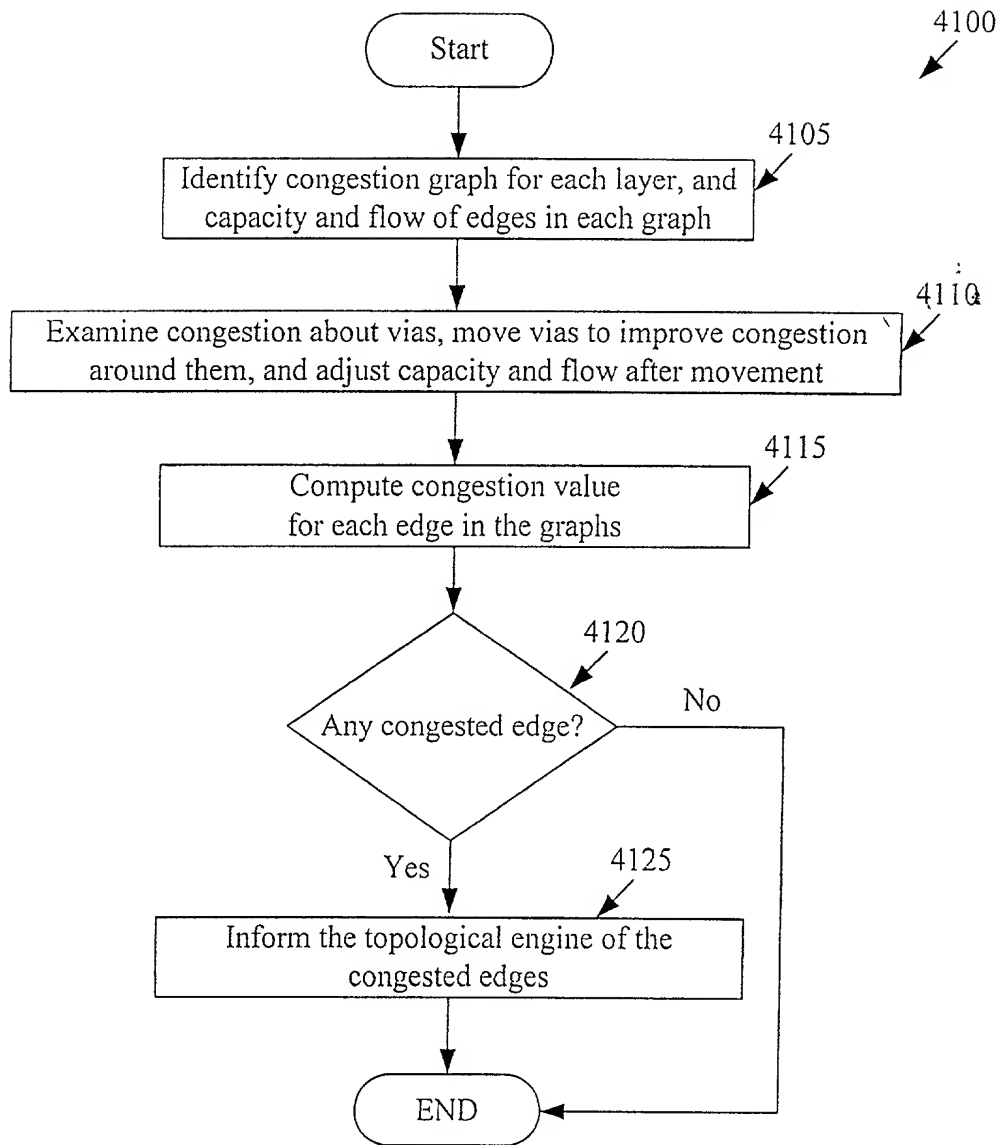 4100
Start
4105
Identify congestion graph for each layer, and
capacity and flow of edges in each graph
4110
Examine congestion about vias, move vias to improve congestion
around them, and adjust capacity and flow after movement
4115
Compute congestion value
for each edge in the graphs
4120
Any congested edge?
No
Yes
4125
Inform the topological engine of the
congested edges
END